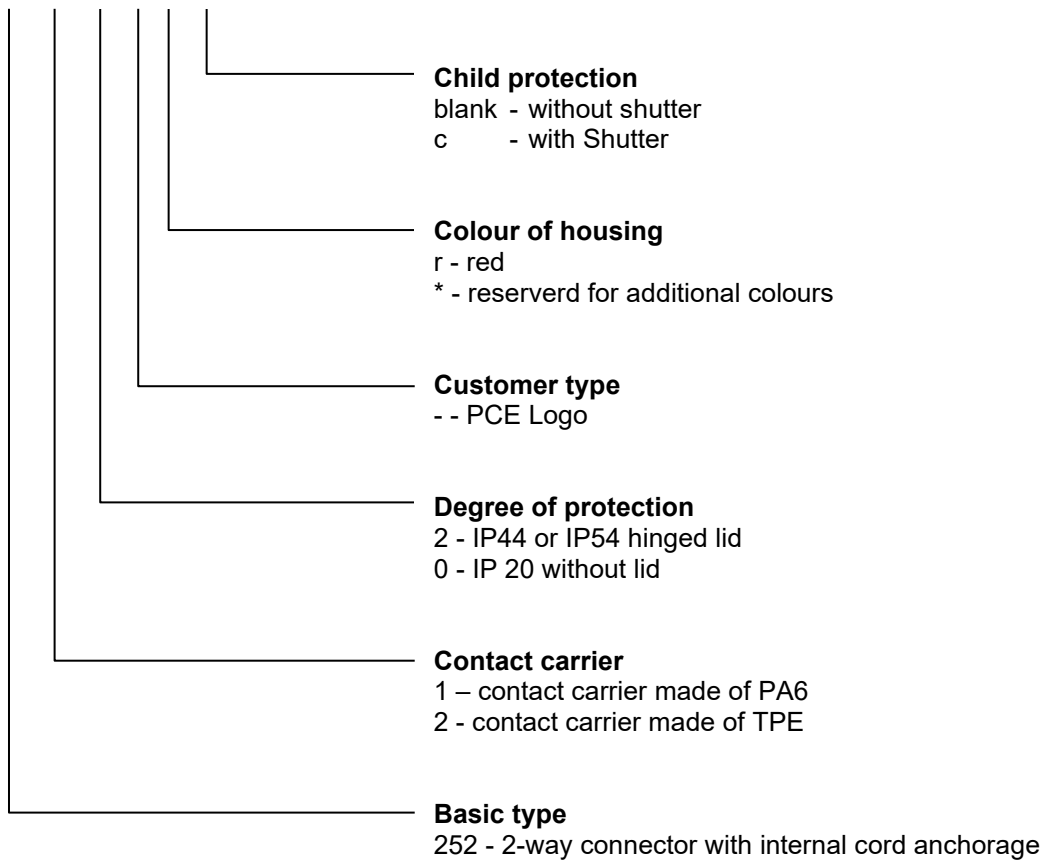 Child protection
blank - without shutter
c - with Shutter
Colour of housing
r - red
* - reserverd for additional colours
Customer type
- - PCE Logo
Degree of protection
2 - IP44 or IP54 hinged lid
0 - IP 20 without lid
Contact carrier
1 – contact carrier made of PA6
2 - contact carrier made of TPE
Basic type
252 - 2-way connector with internal cord anchorage